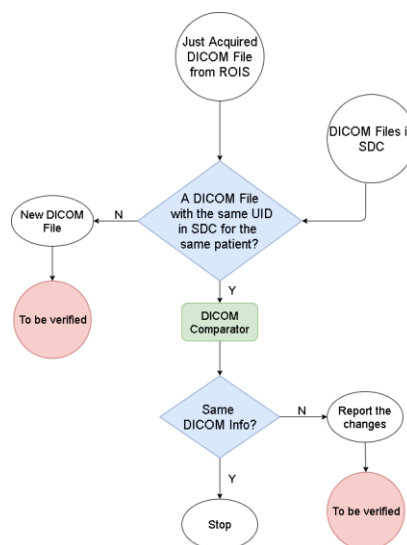 Just Acquired
DICOM File
from ROIS
DICOM Files i
SDC
A DICOM File
with the same UID
in SDC for the
same patient?
N
New DICOM
File
To be verified
Y
DICOM
Comparator
Same
DICOM Info?
N
Report the
changes
Y
To be verified
Stop